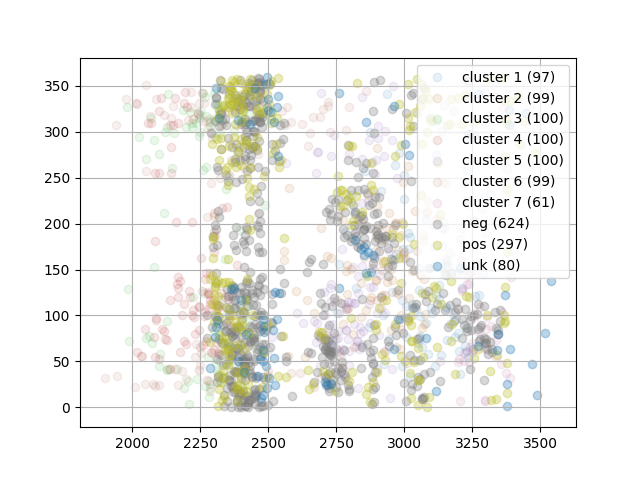 350
300
250
200
150
100
50
0
2000 2250 2500 2750 3000 3250 3500
cluster 1 (97)
cluster 2 (99)
cluster 3 (100)
cluster 4 (100)
cluster 5 (100)
cluster 6 (99)
cluster 7 (61)
neg (624)
pos (297)
unk (80)